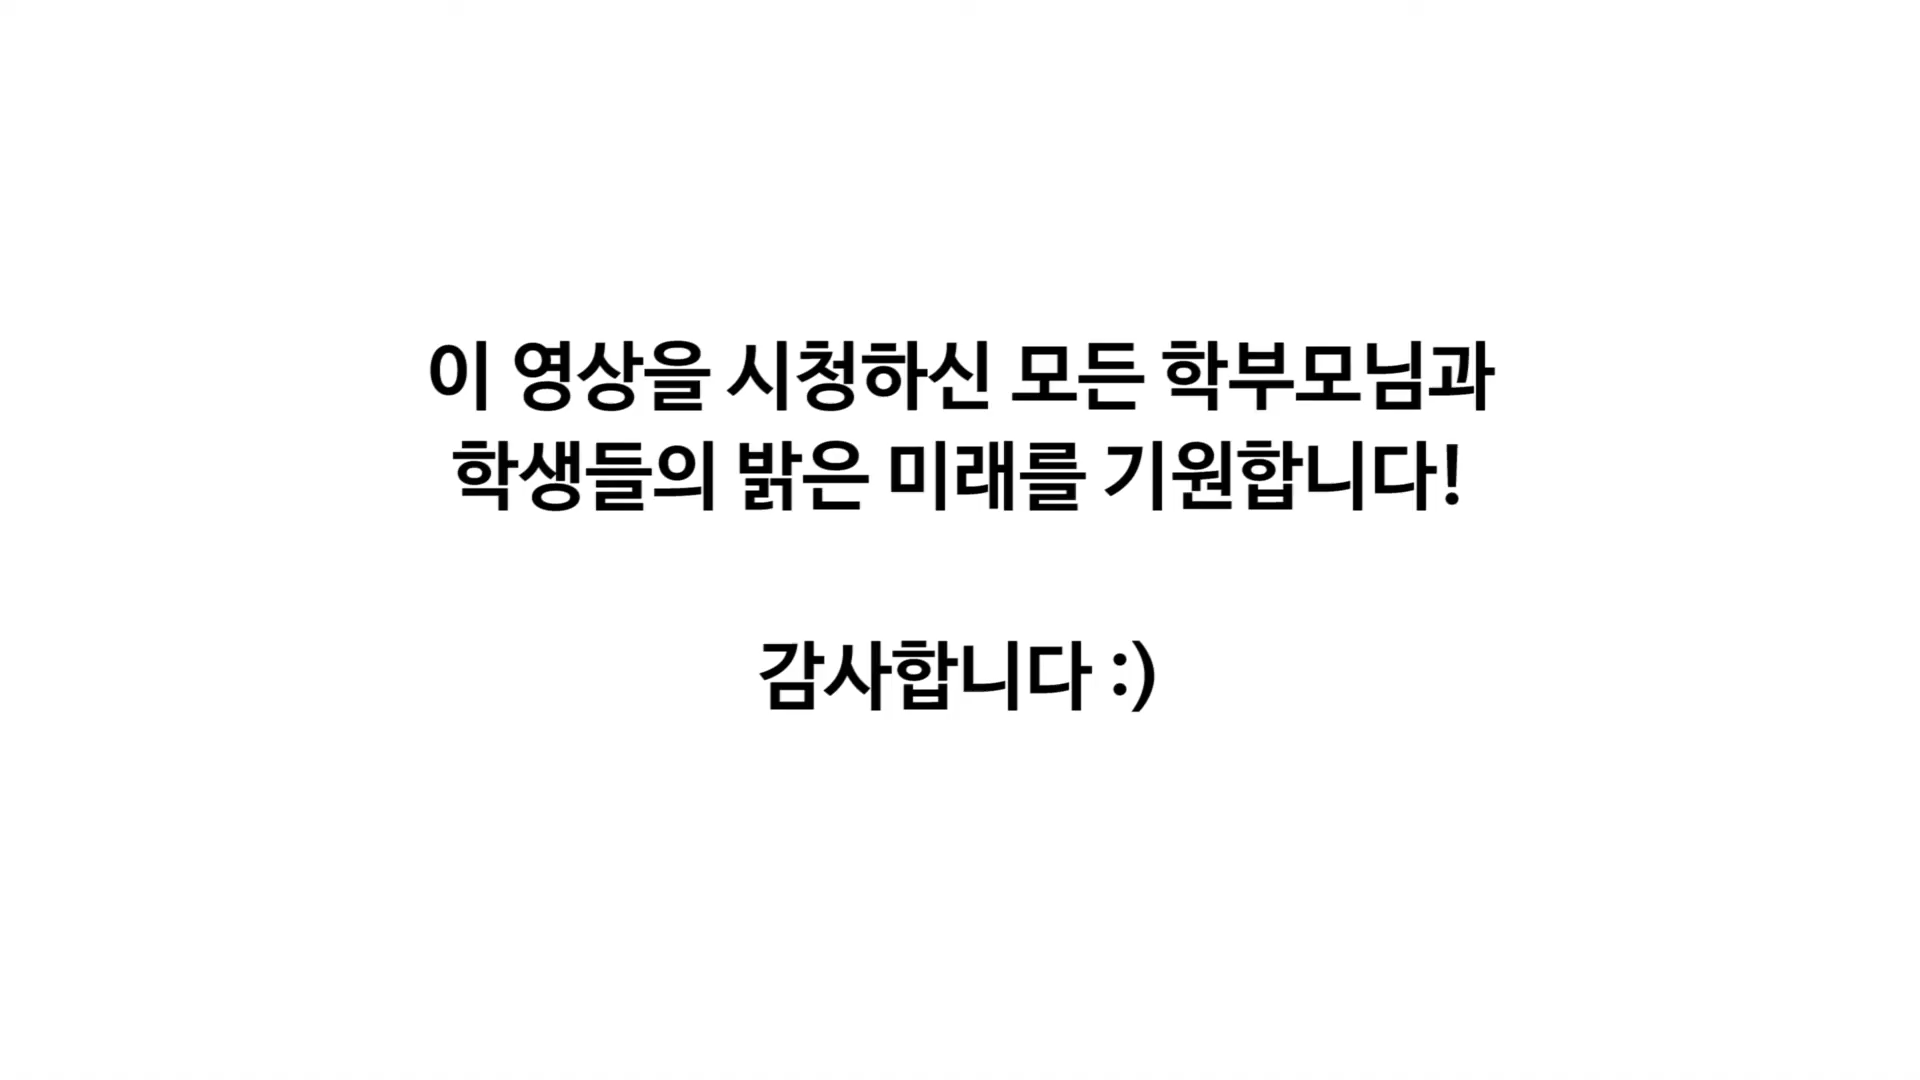 이 영상을 시청하신 모든 학부모님과
학생들의 밝은 미래를 기원합니다!
감사합니다 :)